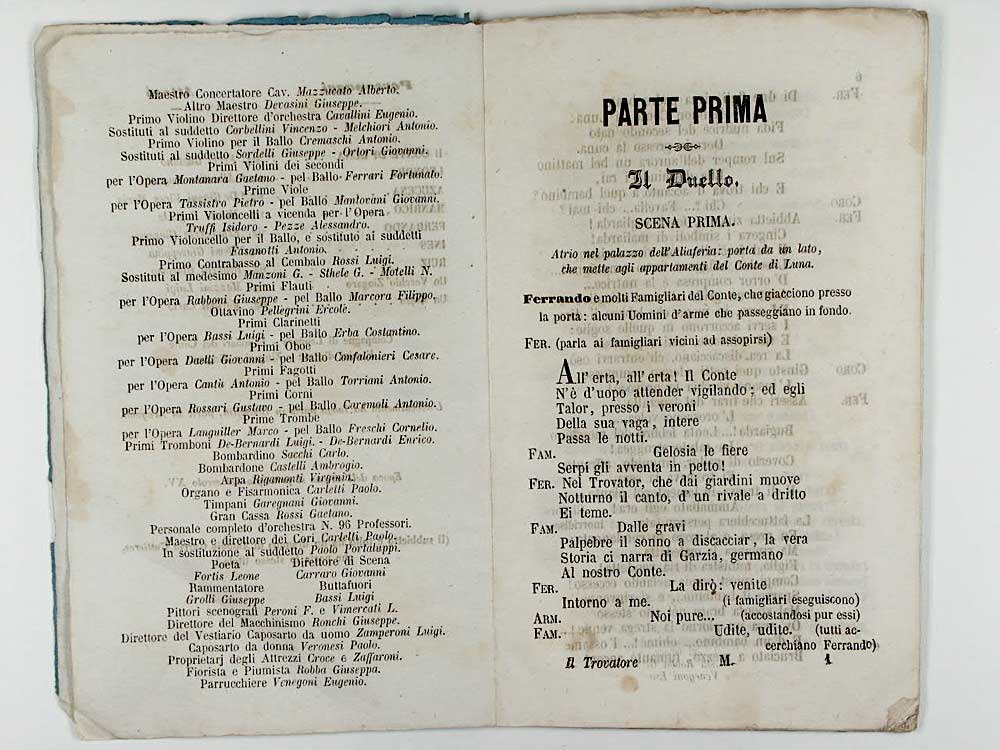 Maestro Concertatore Cav. Mazzucato Alberto.
Altro Maestro Devasini Giuseppe.
Primo Violino Direttore d'orchestra Cavallini Eugenio.
Sostituti al suddetto Corbellini Vincenzo - Melchiori Antonio.
Primo Violino per il Ballo Cremaschi Antonio.
Sostituti al suddetto Sordelli Giuseppe - Ortori Giovanni.
Primi Violini dei secondi
per l'Opera Montanara Gaetano - pel Ballo Ferrari Fortunato.
Prime Viole
per l'Opera Tassistro Pietro - pel Ballo Mantovani Giovanni.
Primi Violoncelli a vicenda per l'Opera
Truffi Isidoro - Pezze Alessandro.
Primo Violoncello per il Ballo, e sostituto ai suddetti
Fasanotti Antonio.
Primo Contrabasso al Cembalo Rossi Luigi.
Sostituti al medesimo Manzoni G. - Sthele G. - Motelli N.
Primi Flauti
per l'Opera Rabboni Giuseppe - pel Ballo Marcora Filippo.
Ottavino Pellegrini Ercole.
Primi Clarinetti
per l'Opera Bassi Luigi - pel Ballo Erba Costantino.
Primi Oboe
per l'Opera Daelli Giovanni - pel Ballo Confalonieri Cesare.
Primi Fagotti
per l'Opera Cantù Antonio - pel Ballo Torriani Antonio.
Primi Corni
per l'Opera Rossari Gustavo - pel Ballo Caremoli Antonio.
Prime Trombe
per l'Opera Languiller Marco - pel Ballo Freschi Cornelio.
Primi Tromboni De-Bernardi Luigi. - De-Bernardi Enrico.
Bombardino Sacchi Carlo.
Bombardone Castelli Ambrogio.
Arpa Rigamonti Virginia.
Organo e Fisarmonica Carletti Paolo.
Timpani Garegnani Giovanni.
Gran Cassa Rossi Gaetano.
Personale completo d'orchestra N. 96 Professori.
Maestro e direttore dei Cori Carletti Paolo.
In sostituzione al suddetto Paolo Portaluppi.
Poeta Direttore di Scena
Fortis Leone Carraro Giovanni
Rammentatore Buttafuori
Grolli Giuseppe Bassi Luigi
Pittori scenografi Peroni F. e Vimercati L.
Direttore del Macchinismo Ronchi Giuseppe.
Direttore del Vestiario Caposarto da uomo Zamperoni Luigi.
Caposarto da donna Veronesi Paolo.
Proprietarj degli Attrezzi Croce e Zaffaroni.
Fiorista e Piumista Robba Giuseppa.
Parrucchiere Venegoni Eugenio.
PARTE PRIMA
Il Duello.
SCENA PRIMA.
Atrio nel palazzo dell'Aliaferia: porta da un lato,
che mette agli appartamenti del Conte di Luna.
Ferrando e molti Famigliari del Conte, che giacciono presso
la porta: alcuni Uomini d'arme che passeggiano in fondo.
FER. (parla ai famigliari vicini ad assopirsi)
All' erta, all' erta! Il Conte
N'è d'uopo attender vigilando; ed egli
Talor, presso i veroni
Della sua vaga, intere
Passa le notti.
FAM. Gelosia le fiere
Serpi gli avventa in petto!
FER. Nel Trovator, che dai giardini muove
Notturno il canto, d' un rivale a dritto
Ei teme.
FAM. Dalle gravi
Palpebre il sonno a discacciar, la vera
Storia ci narra di Garzia, germano
Al nostro Conte.
FER. La dirò: venite
Intorno a me. (i famigliari eseguiscono)
ARM. Noi pure... (accostandosi pur essi)
FAM. Udite, udite. (tutti ac-
cerchiano Ferrando)
Il Trovatore M. 1